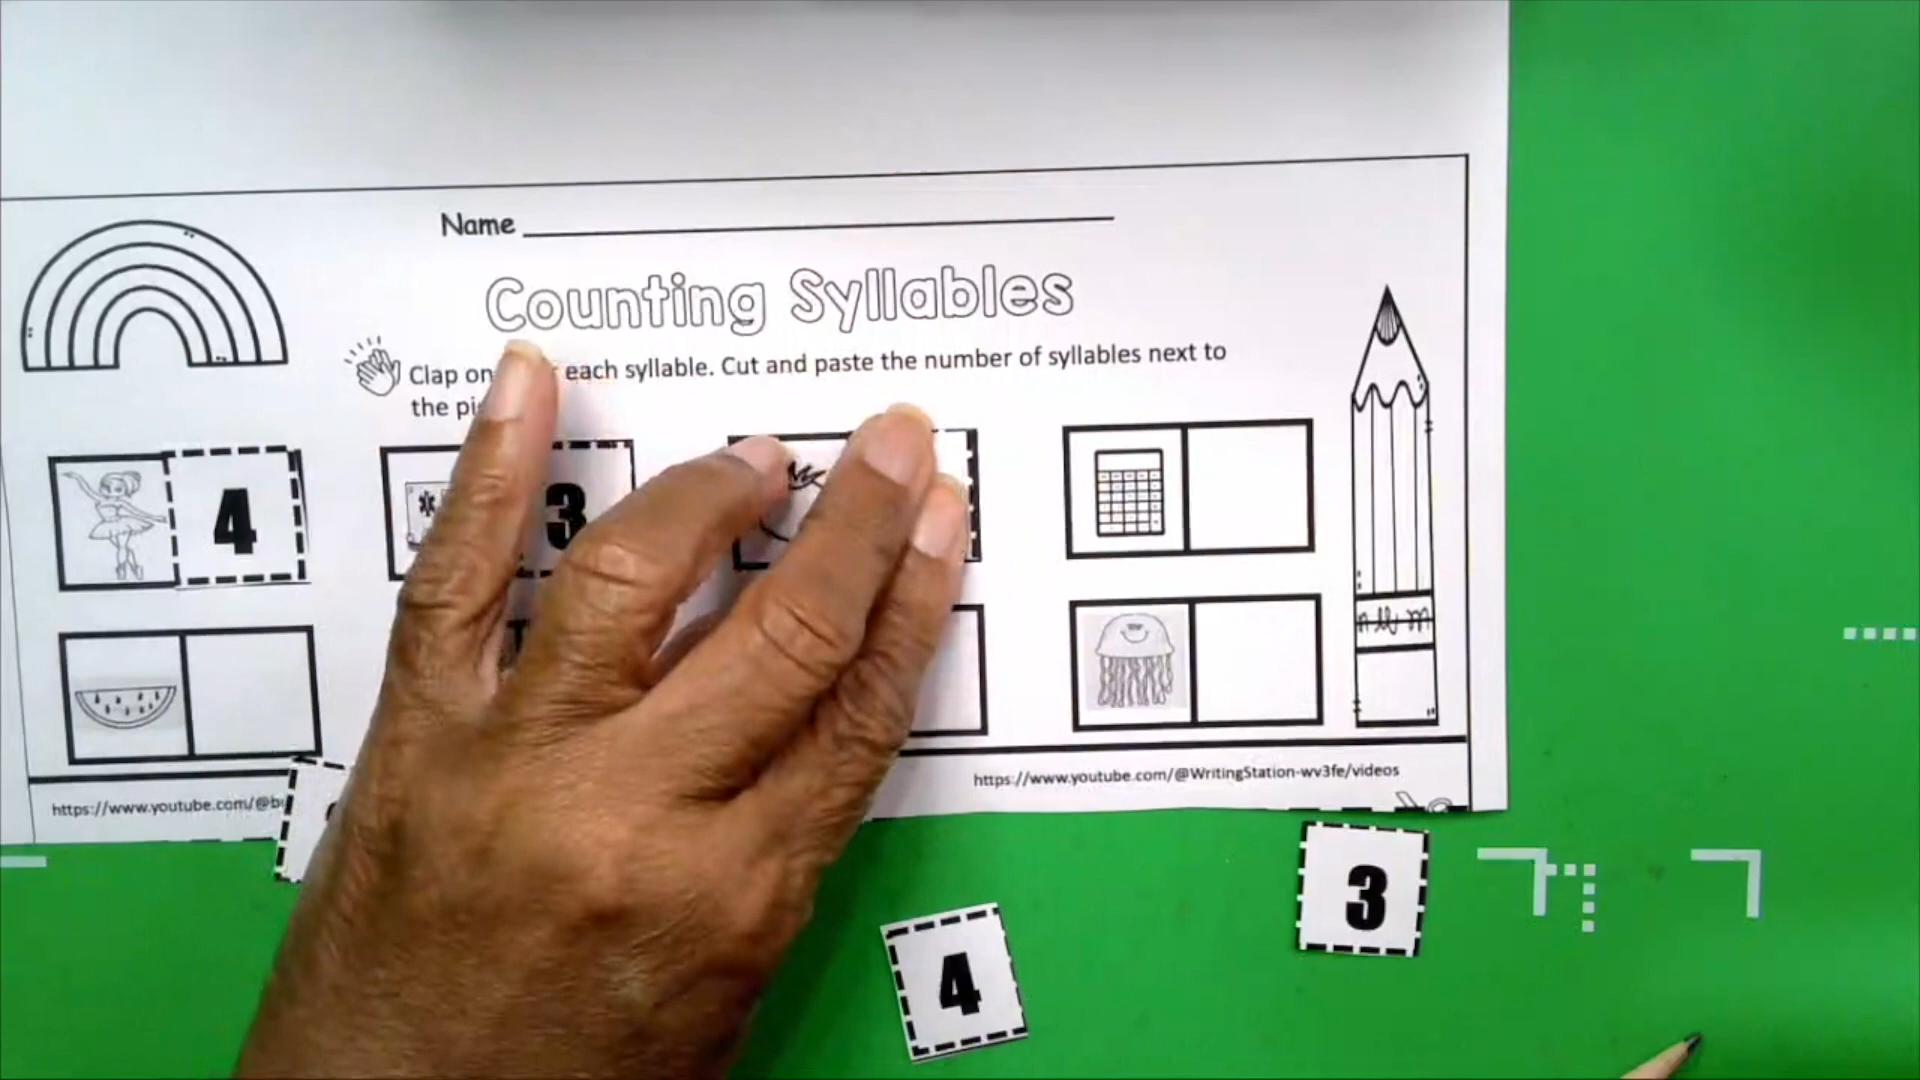 Name
Counting Syllables
Clap on each syllable. Cut and paste the number of syllables next to
the
4
3
https://www.youtube.com/@WritingStation-wv3fe/videos
https://www.youtube.com/@b
3
4